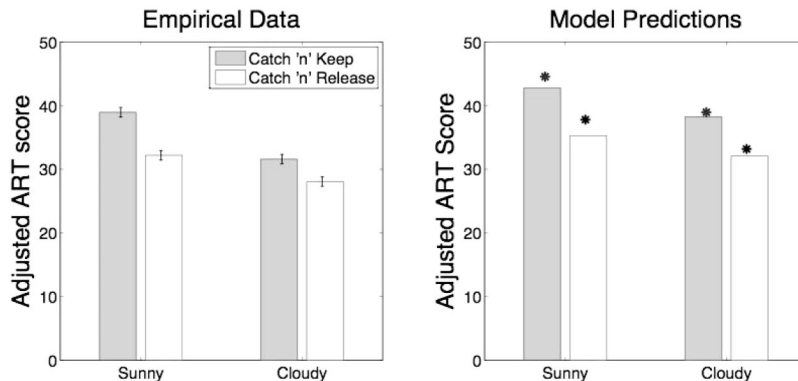 Empirical Data
Adjusted ART score
50
40
30
20
10
0
Catch 'n' Keep
Catch 'n' Release
Sunny
Cloudy
Model Predictions
Adjusted ART Score
50
40
30
20
10
0
Sunny
Cloudy